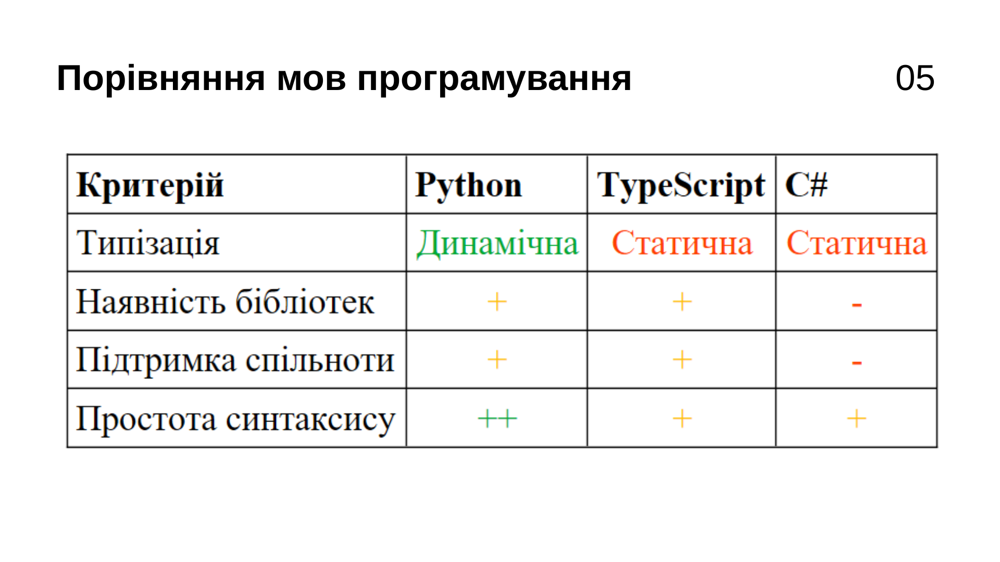 Порівняння мов програмування 05
Критерій Python TypeScript C#
Типізація Динамічна Статична Статична
Наявність бібліотек + + -
Підтримка спільноти + + -
Простота синтаксису ++ + +